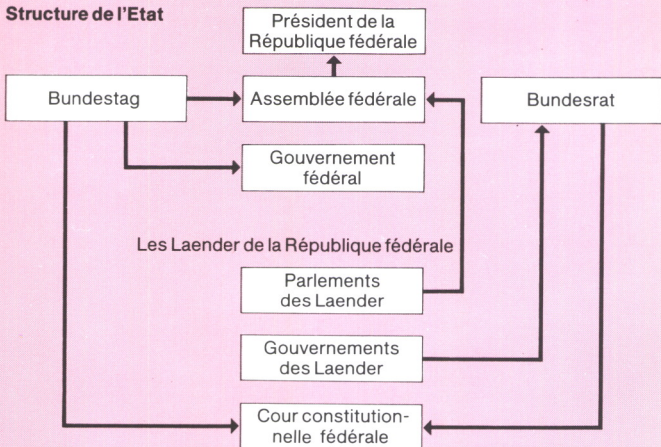 Structure de l'Etat
Président de la
République fédérale
Bundestag
Assemblée fédérale
Bundesrat
Gouvernement
fédéral
Les Laender de la République fédérale
Parlements
des Laender
Gouvernements
des Laender
Cour constitution-
nelle fédérale